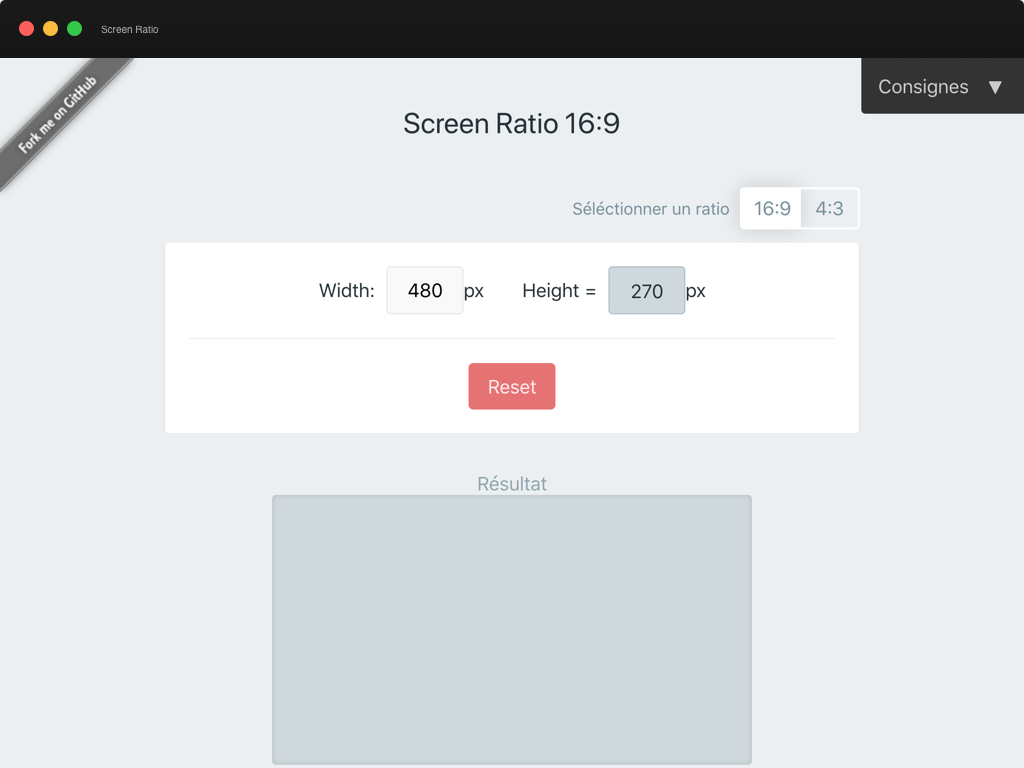 Screen Ratio
Fork me on GitHub
Consignes ▼
Screen Ratio 16:9
Séléctionner un ratio 16:9 4:3
Width: 480 px Height = 270 px
Reset
Résultat